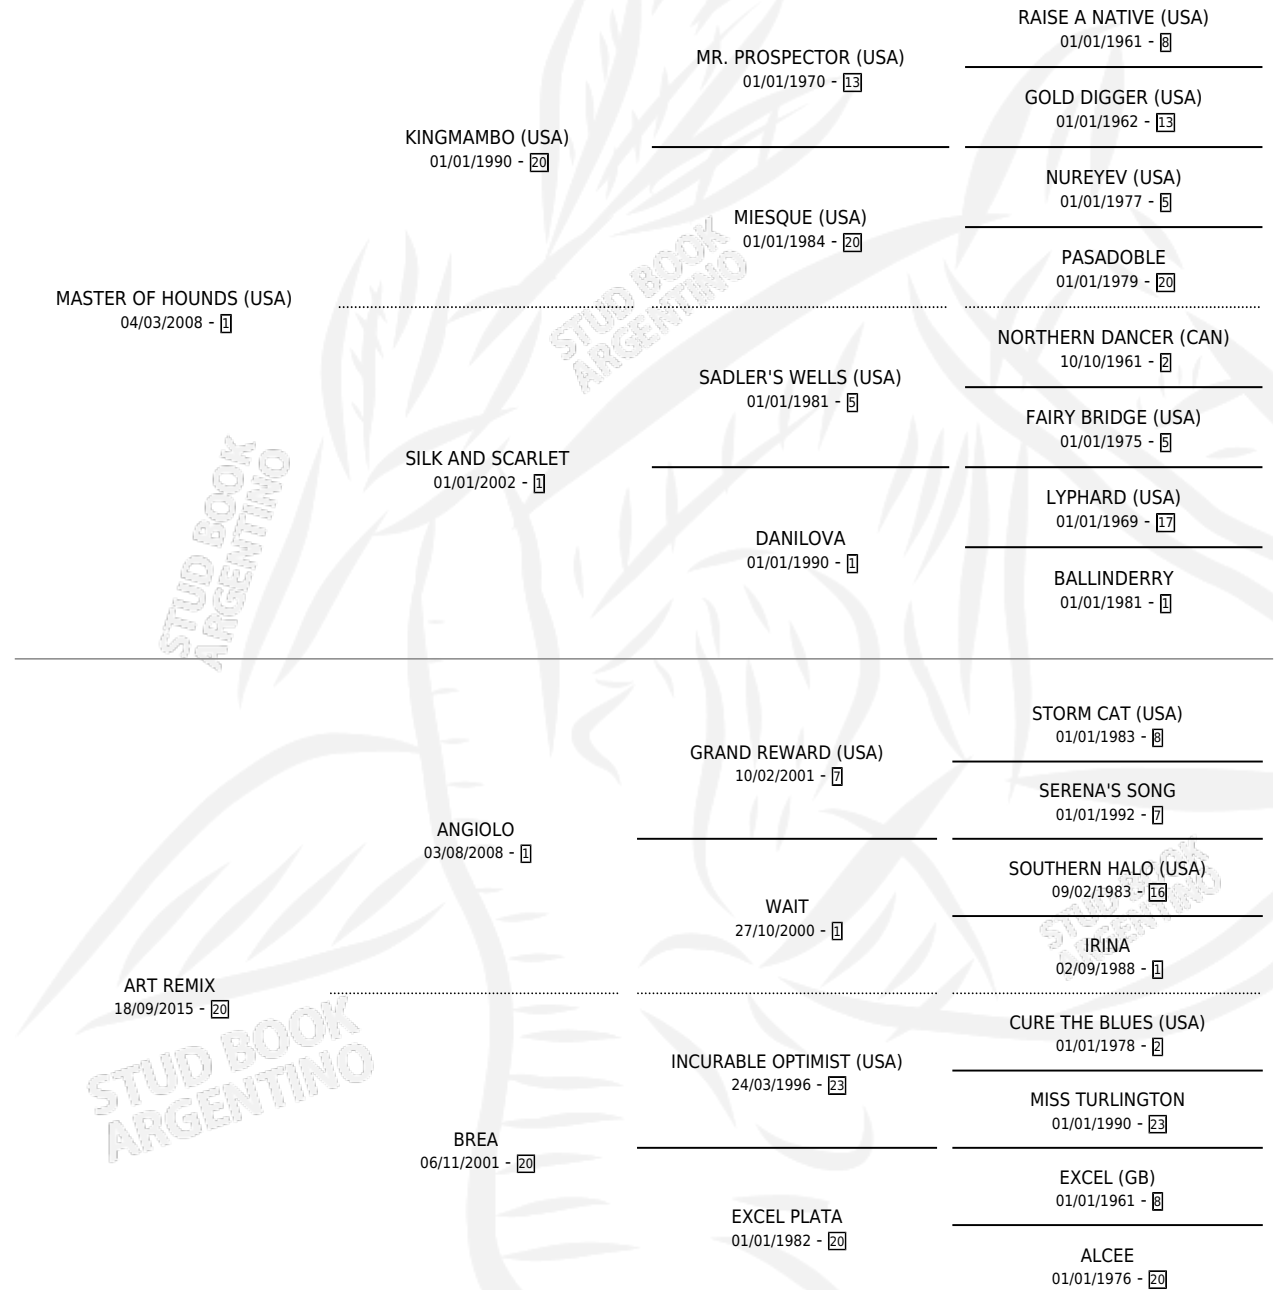 RAISE A NATIVE (USA)
01/01/1961 - 8
MR. PROSPECTOR (USA)
01/01/1970 - 13
GOLD DIGGER (USA)
01/01/1962 - 13
KINGMAMBO (USA)
01/01/1990 - 20
NUREYEV (USA)
01/01/1977 - 5
MIESQUE (USA)
01/01/1984 - 20
PASADOBLE
01/01/1979 - 20
MASTER OF HOUNDS (USA)
04/03/2008 - 1
NORTHERN DANCER (CAN)
10/10/1961 - 2
SADLER'S WELLS (USA)
01/01/1981 - 5
FAIRY BRIDGE (USA)
01/01/1975 - 5
SILK AND SCARLET
01/01/2002 - 1
LYPHARD (USA)
01/01/1969 - 17
DANILOVA
01/01/1990 - 1
BALLINDERRY
01/01/1981 - 1
STORM CAT (USA)
01/01/1983 - 8
GRAND REWARD (USA)
10/02/2001 - 7
SERENA'S SONG
01/01/1992 - 7
ANGIOLO
03/08/2008 - 1
SOUTHERN HALO (USA)
09/02/1983 - 16
WAIT
27/10/2000 - 1
IRINA
02/09/1988 - 1
ART REMIX
18/09/2015 - 20
CURE THE BLUES (USA)
01/01/1978 - 2
INCURABLE OPTIMIST (USA)
24/03/1996 - 23
MISS TURLINGTON
01/01/1990 - 23
BREA
06/11/2001 - 20
EXCEL (GB)
01/01/1961 - 8
EXCEL PLATA
01/01/1982 - 20
ALCEE
01/01/1976 - 20
STUD BOOK
ARGENTINO
STUD BOOK
ARGENTINO
STUD BOOK
ARGENTINO
STUD BOOK
ARGENTINO